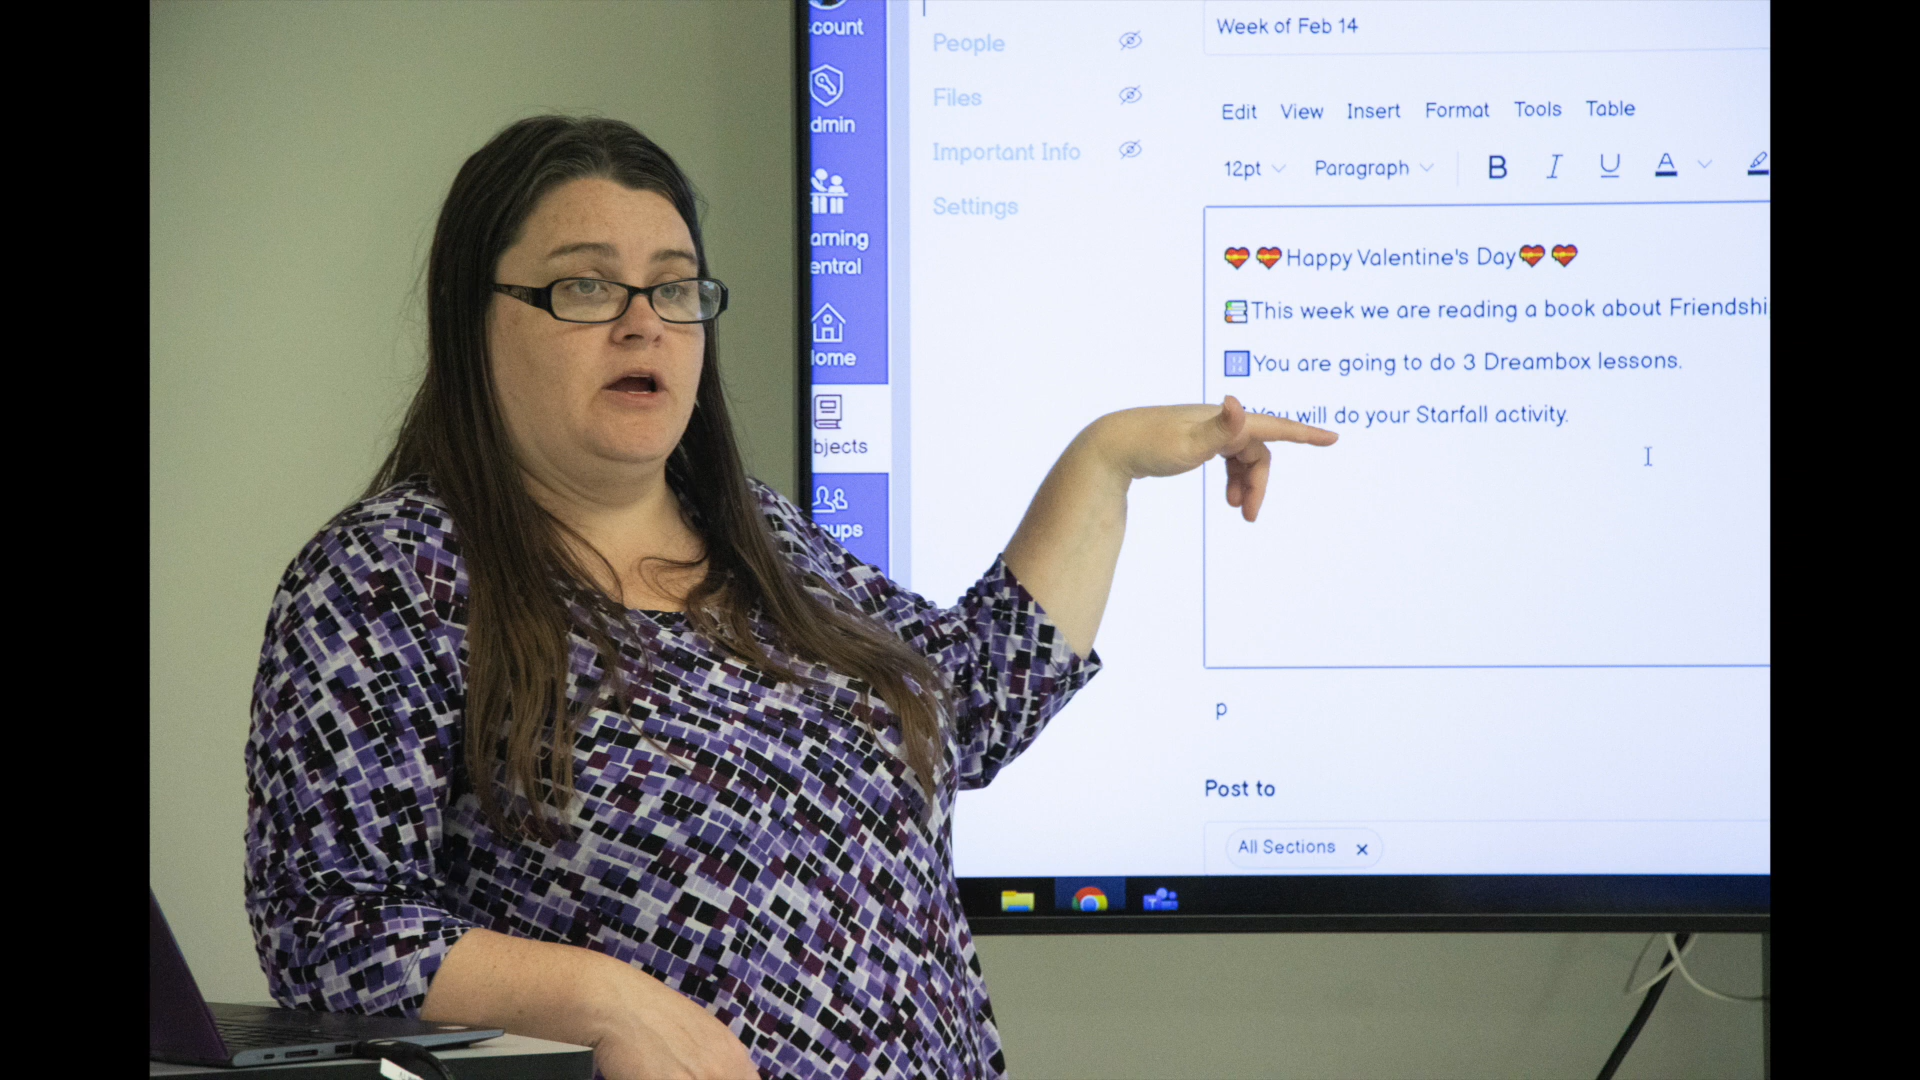 count
dmin
arning
entral
ome
bjects
ups
People
Files
Important Info
Settings
Week of Feb 14
Edit View Insert Format Tools Table
12pt Paragraph B I U A
Happy Valentine's Day
This week we are reading a book about Friendshi
You are going to do 3 Dreambox lessons.
You will do your Starfall activity.
p
Post to
All Sections x